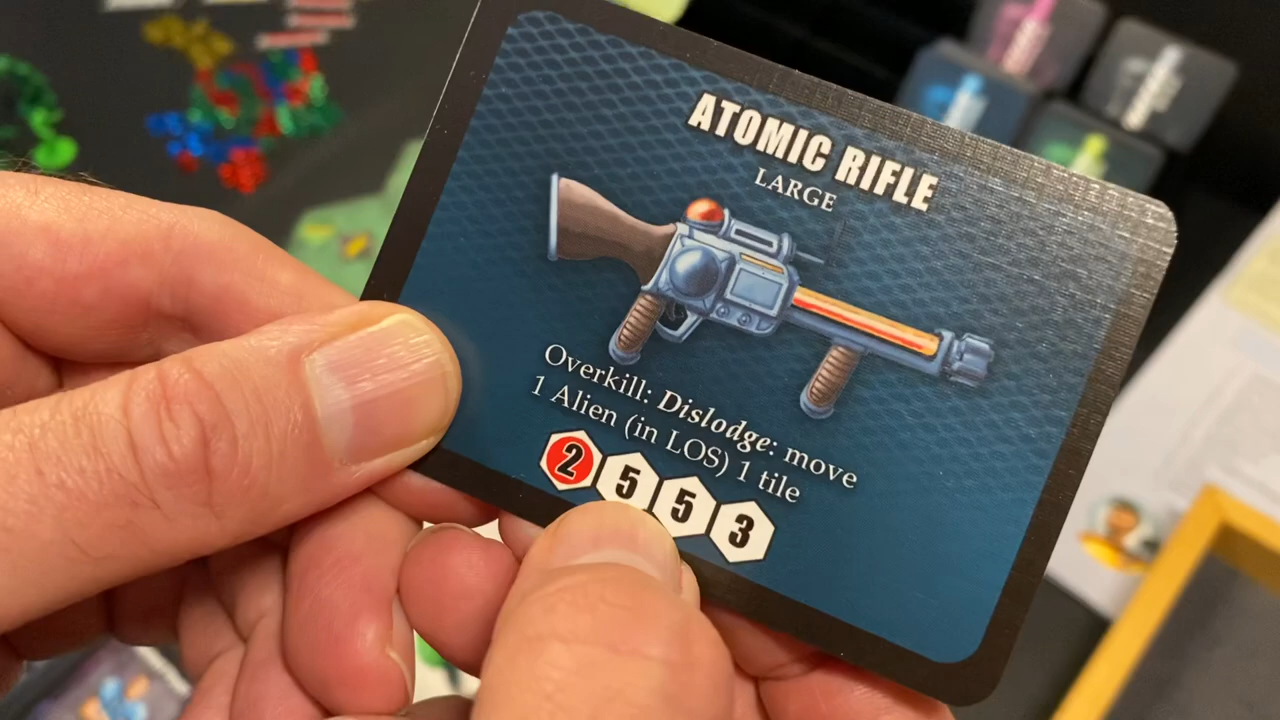 ATOMIC RIFLE
LARGE
Overkill: Dislodge: move
1 Alien (in LOS) 1 tile
2 5 5 3